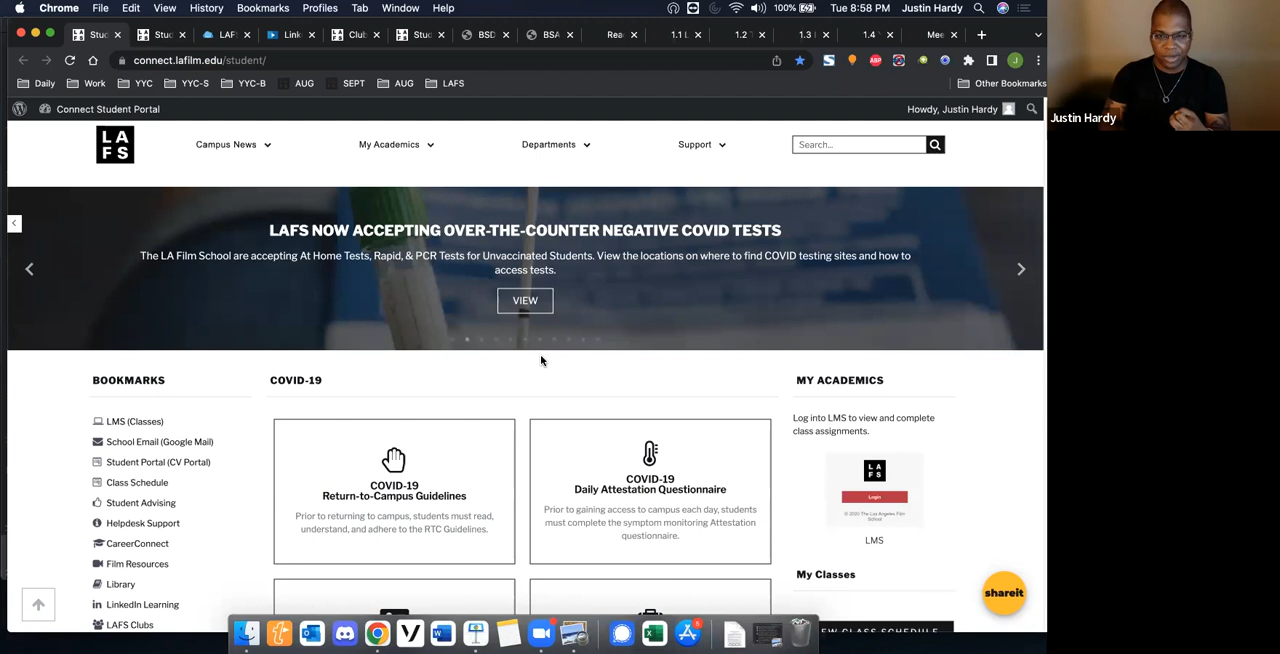 Chrome File Edit View History Bookmarks Profiles Tab Window Help 100% Tue 8:58 PM Justin Hardy
Stud Stud LAF Link Club Stud BSD BSA Rea 1.1 L 1.2 1.3 1.4 Mee
connect.lafilm.edu/student/
Daily Work YYC YYC-S YYC-B AUG SEPT AUG LAFS Other Bookmarks
Connect Student Portal Howdy, Justin Hardy
Justin Hardy
LA
FS
Campus News My Academics Departments Support Search...
LAFS NOW ACCEPTING OVER-THE-COUNTER NEGATIVE COVID TESTS
The LA Film School are accepting At Home Tests, Rapid, & PCR Tests for Unvaccinated Students. View the locations on where to find COVID testing sites and how to
access tests.
VIEW
BOOKMARKS
LMS (Classes)
School Email (Google Mail)
Student Portal (CV Portal)
Class Schedule
Student Advising
Helpdesk Support
CareerConnect
Film Resources
Library
LinkedIn Learning
LAFS Clubs
COVID-19
COVID-19
Return-to-Campus Guidelines
Prior to returning to campus, students must read,
understand, and adhere to the RTC Guidelines.
COVID-19
Daily Attestation Questionnaire
Prior to gaining access to campus each day, students
must complete the symptom monitoring Attestation
questionnaire.
MY ACADEMICS
Log into LMS to view and complete
class assignments.
LA
FS
Login
© 2020 The Los Angeles Film
School
LMS
My Classes
shareit
EW CLASS SCHEDULE